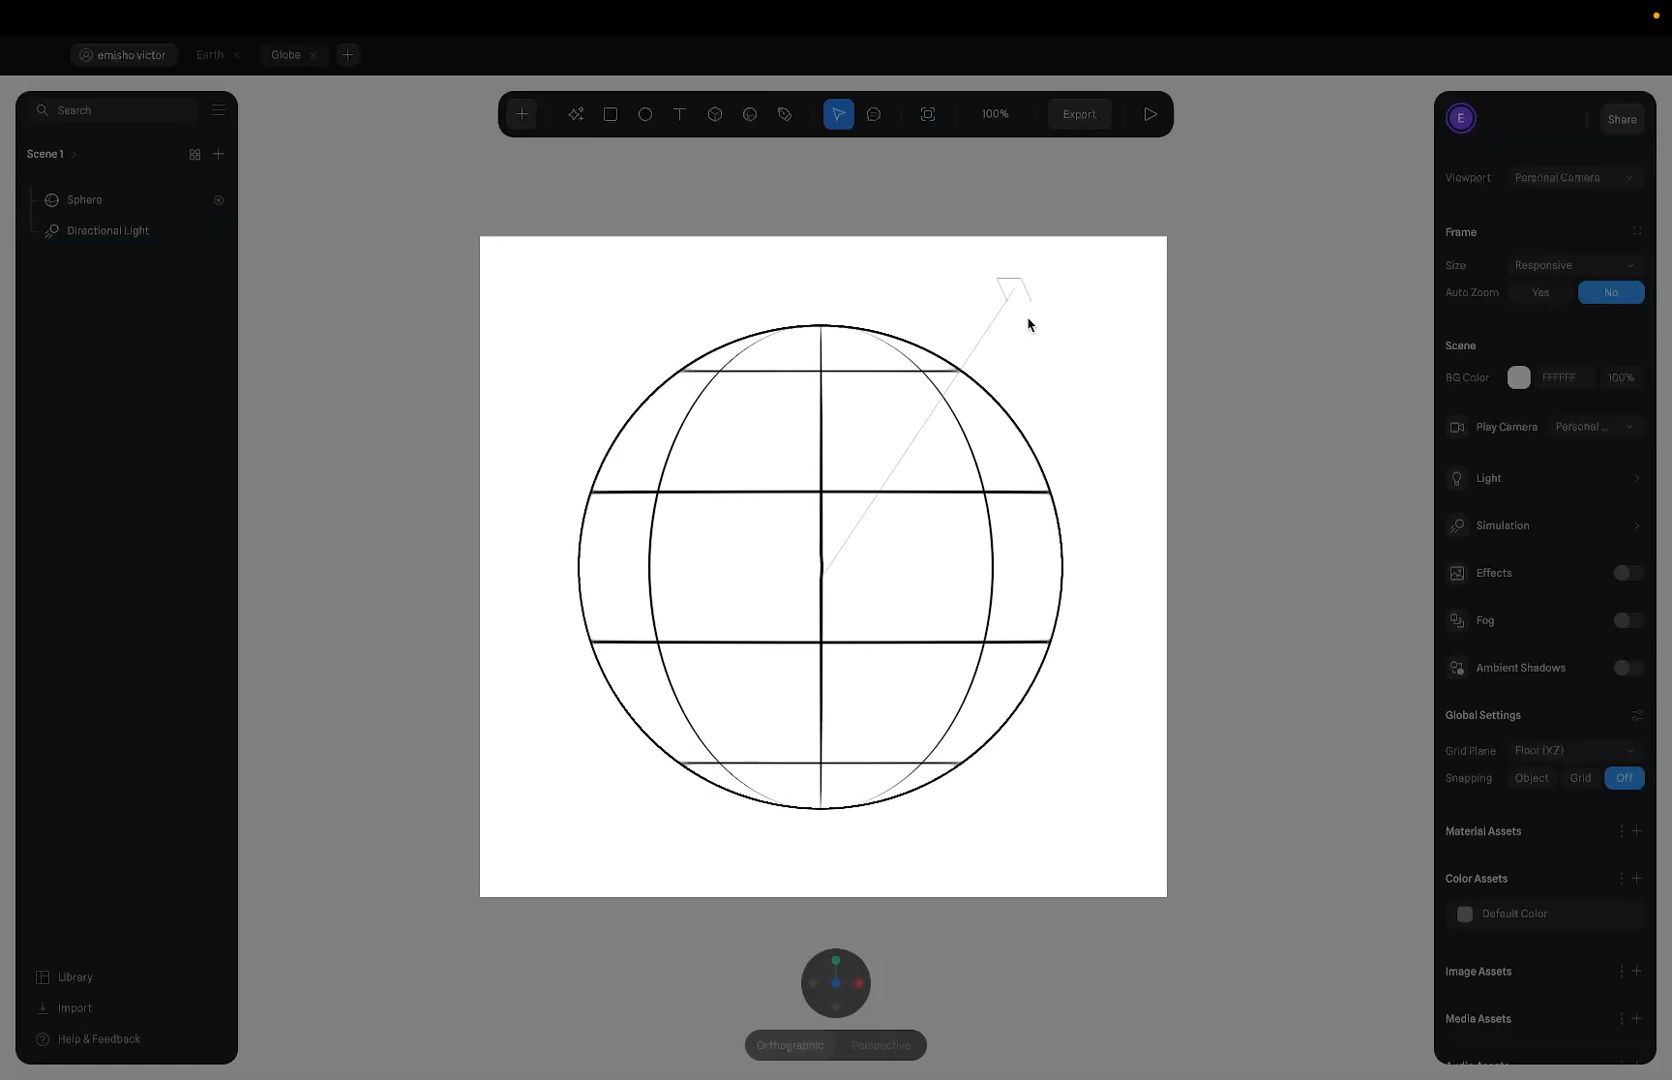 emisho victor
Earth
Globe
Search
Scene 1
Sphere
Directional Light
Library
Import
Help & Feedback
T
100%
Export
Orthographic
Perspective
E
Share
Viewport
Personal Camera
Frame
Size
Responsive
Auto Zoom
Yes
No
Scene
BG Color
FFFFFF
100%
Play Camera
Personal ...
Light
Simulation
Effects
Fog
Ambient Shadows
Global Settings
Grid Plane
Floor (XZ)
Snapping
Object
Grid
Off
Material Assets
Color Assets
Default Color
Image Assets
Media Assets